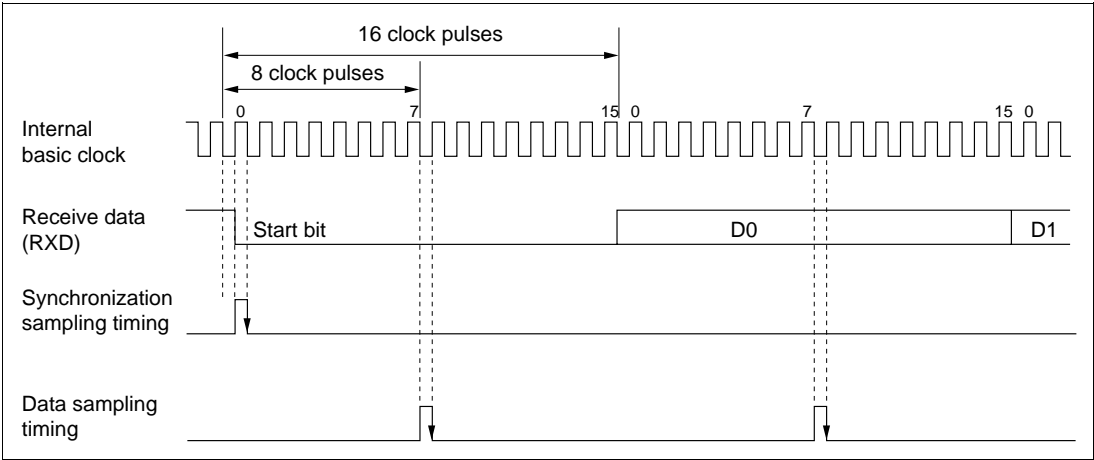 16 clock pulses
8 clock pulses
0 7 15 0 7 15 0
Internal
basic clock
Receive data
(RXD)
Start bit D0 D1
Synchronization
sampling timing
Data sampling
timing